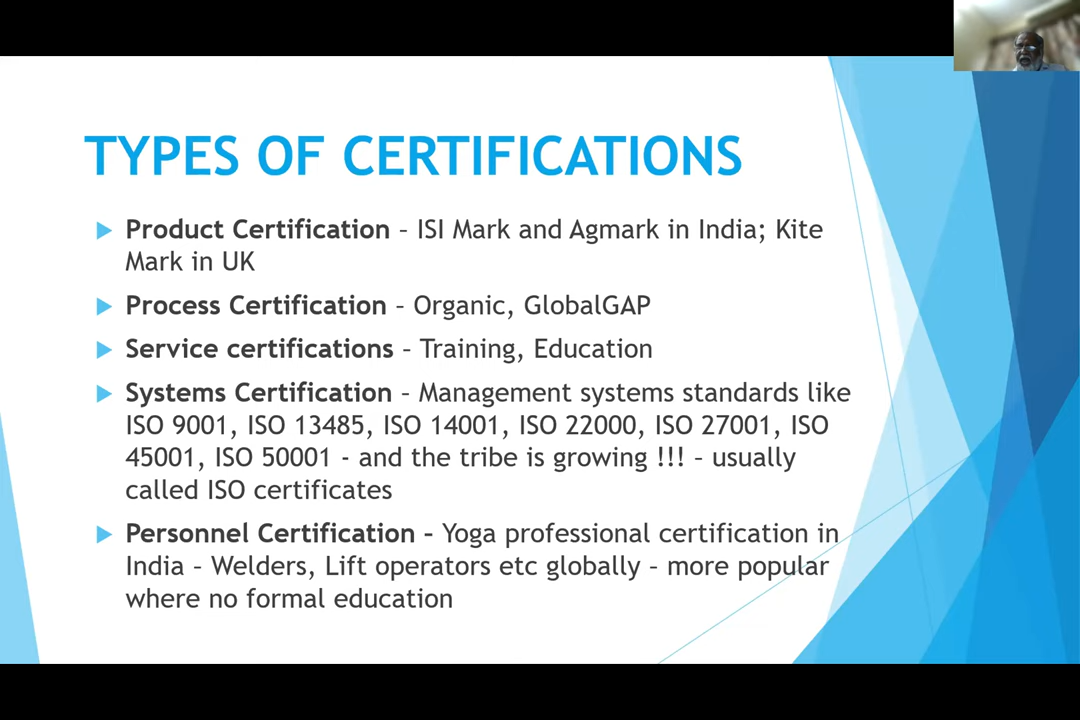 TYPES OF CERTIFICATIONS
Product Certification – ISI Mark and Agmark in India; Kite
Mark in UK
Process Certification – Organic, GlobalGAP
Service certifications – Training, Education
Systems Certification – Management systems standards like
ISO 9001, ISO 13485, ISO 14001, ISO 22000, ISO 27001, ISO
45001, ISO 50001 - and the tribe is growing !!! – usually
called ISO certificates
Personnel Certification – Yoga professional certification in
India – Welders, Lift operators etc globally – more popular
where no formal education